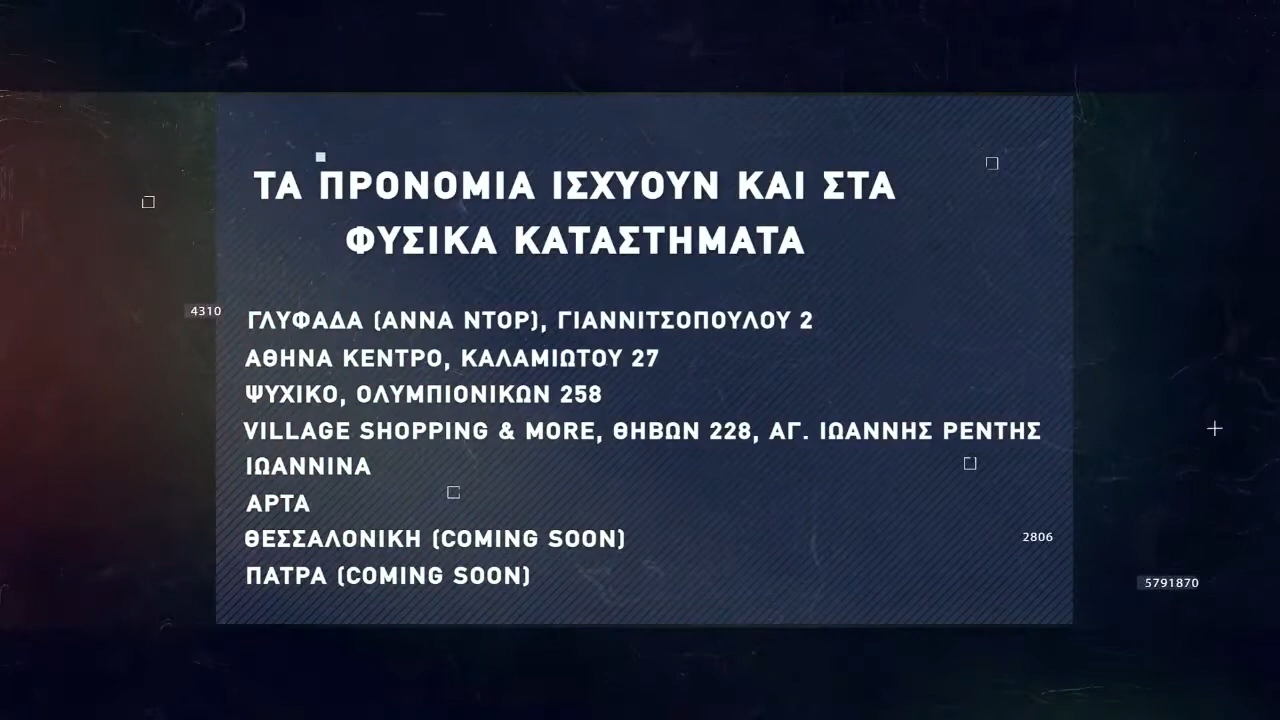 ΤΑ ΠΡΟΝΟΜΙΑ ΙΣΧΥΟΥΝ ΚΑΙ ΣΤΑ
ΦΥΣΙΚΑ ΚΑΤΑΣΤΗΜΑΤΑ
4310
ΓΛΥΦΑΔΑ (ΑΝΝΑ ΝΤΟΡ), ΓΙΑΝΝΙΤΣΟΠΟΥΛΟΥ 2
ΑΘΗΝΑ ΚΕΝΤΡΟ, ΚΑΛΑΜΙΩΤΟΥ 27
ΨΥΧΙΚΟ, ΟΛΥΜΠΙΟΝΙΚΩΝ 258
VILLAGE SHOPPING & MORE, ΘΗΒΩΝ 228, ΑΓ. ΙΩΑΝΝΗΣ ΡΕΝΤΗΣ
ΙΩΑΝΝΙΝΑ
ΑΡΤΑ
ΘΕΣΣΑΛΟΝΙΚΗ (COMING SOON)
2806
ΠΑΤΡΑ (COMING SOON)
5791870